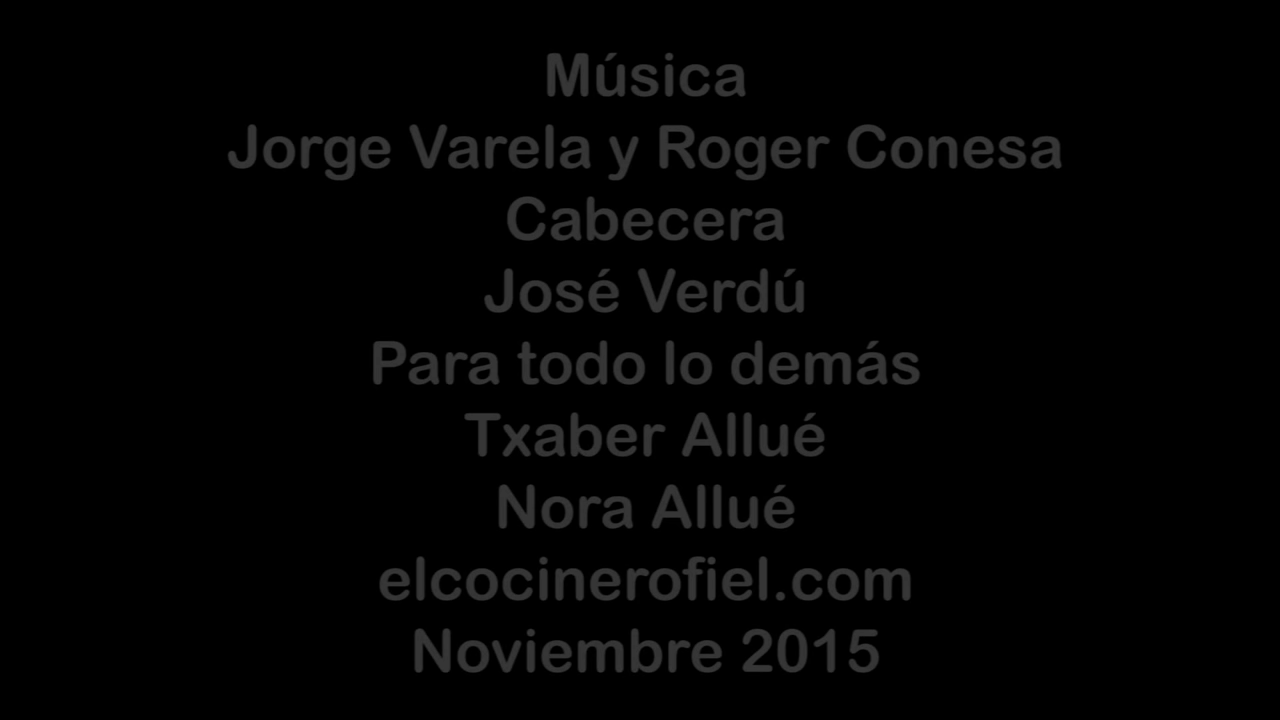 Música
Jorge Varela y Roger Conesa
Cabecera
José Verdú
Para todo lo demás
Txaber Allué
Nora Allué
elcocinerofiel.com
Noviembre 2015